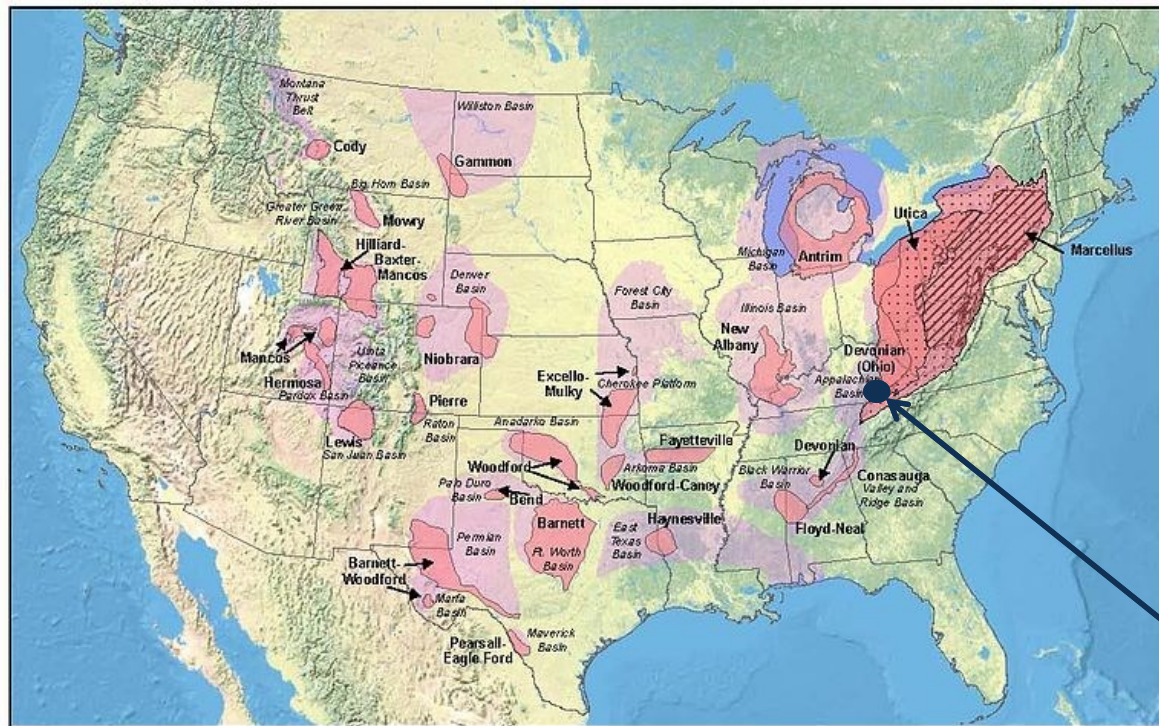 Montana
Thrust
Belt
Cody
Williston Basin
Gammon
Big Horn Basin
Mowry
Greater Green
River Basin
Hilliard-
Baxter-
Mancos
Denver
Basin
Niobrara
Mancos
Uinta
Piceance
Basin
Hermosa
Paradox Basin
Pierre
Raton
Basin
Lewis
San Juan Basin
Anadarko Basin
Forest City
Basin
Excello-
Mulky
Cherokee Platform
Woodford
Palo Duro
Basin
Bend
Arkoma Basin
Fayetteville
Woodford-Caney
Barnett
Ft. Worth
Basin
Permian
Basin
Barnett-
Woodford
Marfa
Basin
Pearsall-
Eagle Ford
Maverick
Basin
East
Texas
Basin
Haynesville
Black Warrior
Basin
Devonian
Floyd-Neal
Conasauga
Valley and
Ridge Basin
Michigan
Basin
Antrim
Illinois Basin
New
Albany
Devonian
(Ohio)
Appalachian
Basin
Utica
Marcellus